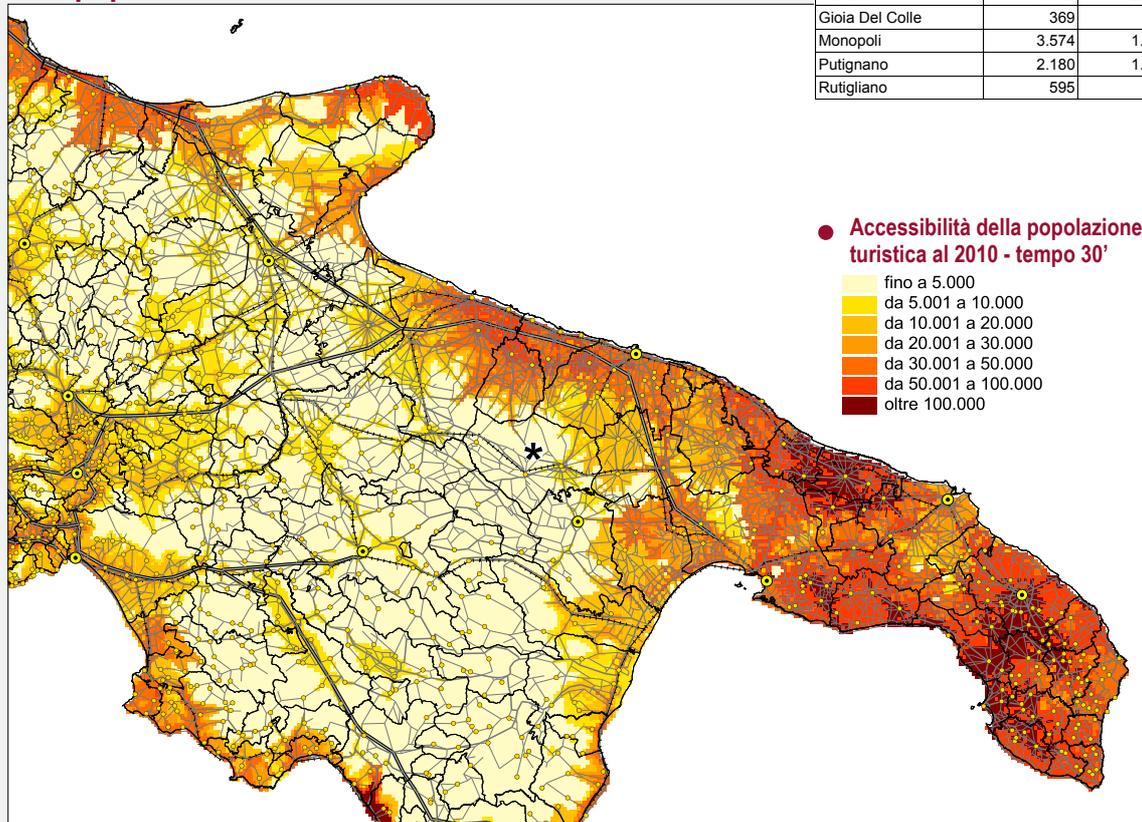 Gioia Del Colle 369
Monopoli 3.574 1.
Putignano 2.180 1.
Rutigliano 595
Accessibilità della popolazione
turistica al 2010 - tempo 30’
fino a 5.000
da 5.001 a 10.000
da 10.001 a 20.000
da 20.001 a 30.000
da 30.001 a 50.000
da 50.001 a 100.000
oltre 100.000
*